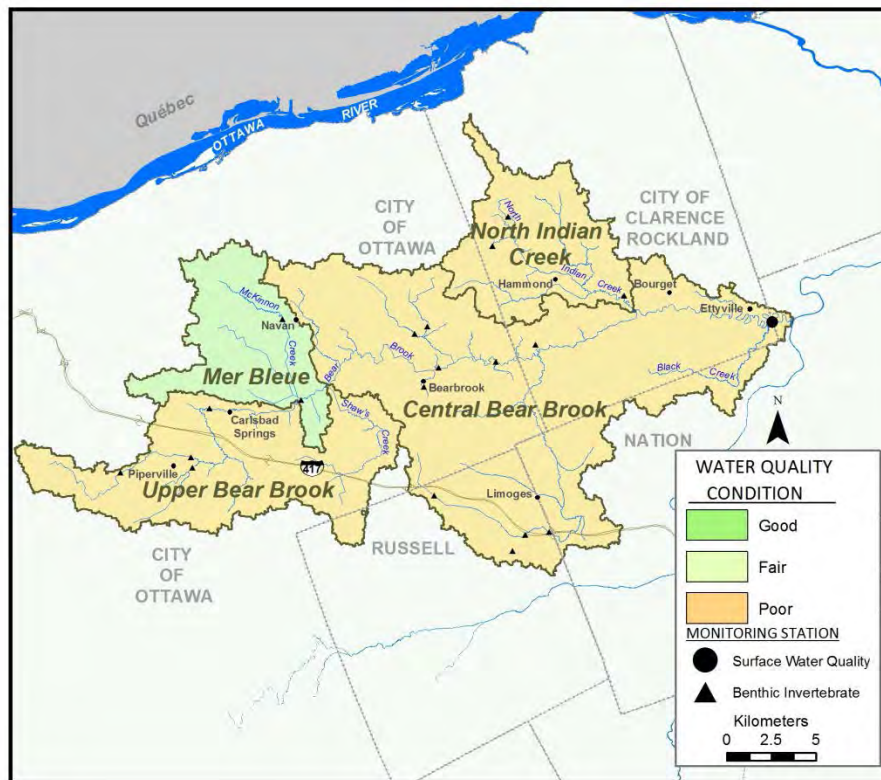 Québec
OTTAWA
RIVER
CITY
OF
OTTAWA
CITY OF
CLARENCE
ROCKLAND
North
North Indian
Creek
Hammond
Indian
Creek
Bourget
Ettyville
McKinnon
Navan
Creek
Bear
Brook
Mer Bleue
Bearbrook
Black
Creek
Central Bear Brook
Shaw's
Creek
Carlsbad
Springs
Piperville
417
Upper Bear Brook
Limoges
NATION
RUSSELL
CITY
OF
OTTAWA
N
WATER QUALITY
CONDITION
Good
Fair
Poor
MONITORING STATION
Surface Water Quality
Benthic Invertebrate
Kilometers
0 2.5 5